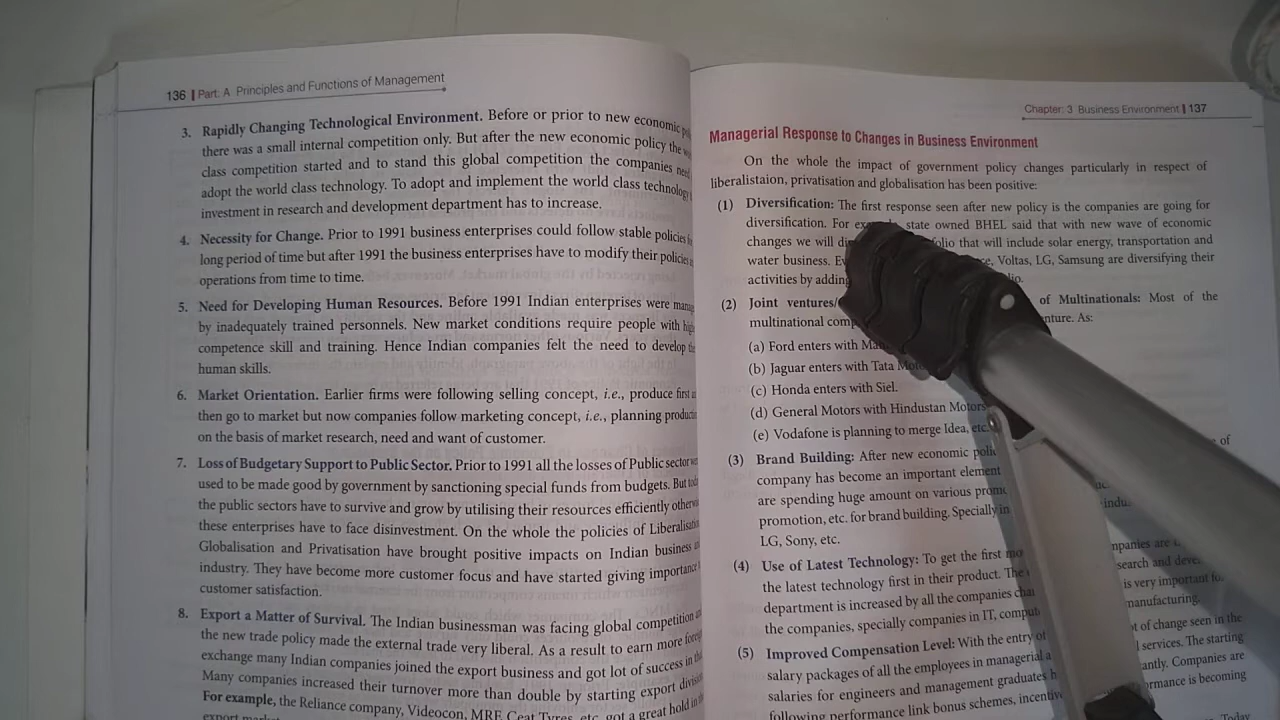 136 | Part: A Principles and Functions of Management
3. Rapidly Changing Technological Environment. Before or prior to new economic
there was a small internal competition only. But after the new economic policy the
class competition started and to stand this global competition the companies
adopt the world class technology. To adopt and implement the world class technology
investment in research and development department has to increase.
4. Necessity for Change. Prior to 1991 business enterprises could follow stable policies
long period of time but after 1991 the business enterprises have to modify their
operations from time to time.
5. Need for Developing Human Resources. Before 1991 Indian enterprises were
by inadequately trained personnels. New market conditions require people with
competence skill and training. Hence Indian companies felt the need to develop
human skills.
6. Market Orientation. Earlier firms were following selling concept, i.e., produce first
then go to market but now companies follow marketing concept, i.e., planning
on the basis of market research, need and want of customer.
7. Loss of Budgetary Support to Public Sector. Prior to 1991 all the losses of Public sector
used to be made good by government by sanctioning special funds from budgets. But
the public sectors have to survive and grow by utilising their resources efficiently
these enterprises have to face disinvestment. On the whole the policies of
Globalisation and Privatisation have brought positive impacts on Indian business
industry. They have become more customer focus and have started giving importance
customer satisfaction.
8. Export a Matter of Survival. The Indian businessman was facing global competition
the new trade policy made the external trade very liberal. As a result to earn more
exchange many Indian companies joined the export business and got lot of success in
Many companies increased their turnover more than double by starting export
For example, the Reliance company, Videocon, MRF, Ceat Tyres, etc. got a great hold in
export
Chapter: 3 Business Environment | 137
Managerial Response to Changes in Business Environment
On the whole the impact of government policy changes particularly in respect of
liberalistaion, privatisation and globalisation has been positive:
(1) Diversification: The first response seen after new policy is the companies are going for
diversification. For state owned BHEL said that with new wave of economic
changes we will that will include solar energy, transportation and
water business. Voltas, LG, Samsung are diversifying their
activities by adding
(2) Joint ventures/ of Multinationals: Most of the
multinational As:
(a) Ford enters with
(b) Jaguar enters with Tata
(c) Honda enters with Siel.
(d) General Motors with Hindustan Motors
(e) Vodafone is planning to merge Idea, etc.
(3) Brand Building: After new economic
company has become an important element of
are spending huge amount on various
promotion, etc. for brand building. Specially in
LG, Sony, etc.
(4) Use of Latest Technology: To get the first
the latest technology first in their product. The
department is increased by all the companies is very important
the companies, specially companies in IT, manufacturing.
(5) Improved Compensation Level: With the entry of of change seen in the
salary packages of all the employees in managerial services. The starting
salaries for engineers and management graduates Companies are
following performance link bonus schemes, is becoming
Today